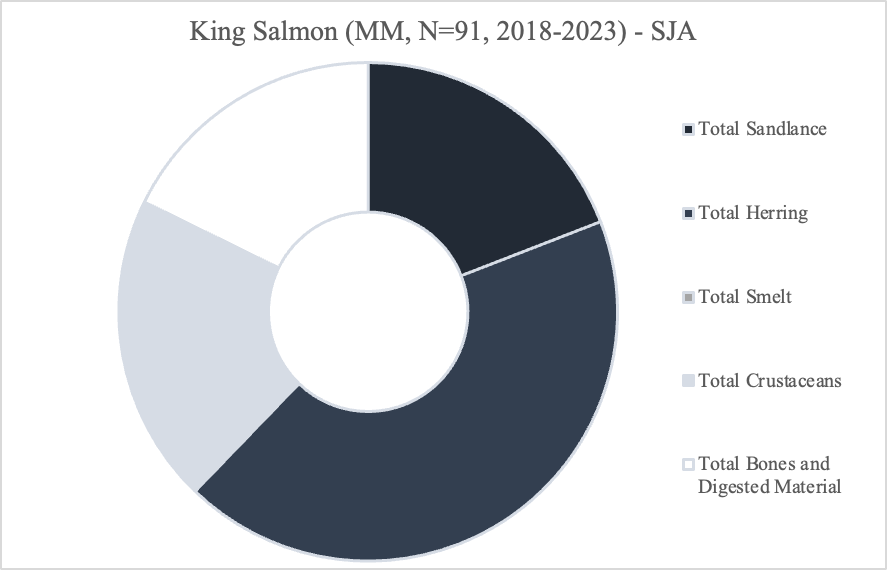 King Salmon (MM, N=91, 2018-2023) - SJA
Total Sandlance
Total Herring
Total Smelt
Total Crustaceans
Total Bones and
Digested Material